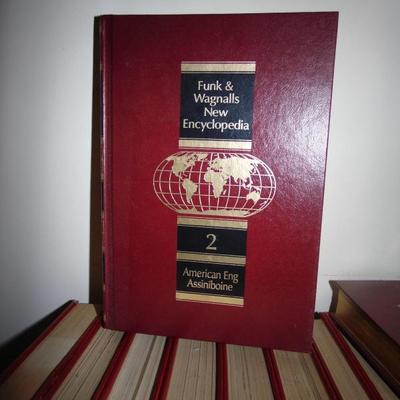 Funk &
Wagnalls
New
Encyclopedia
2
American Eng
Assiniboine